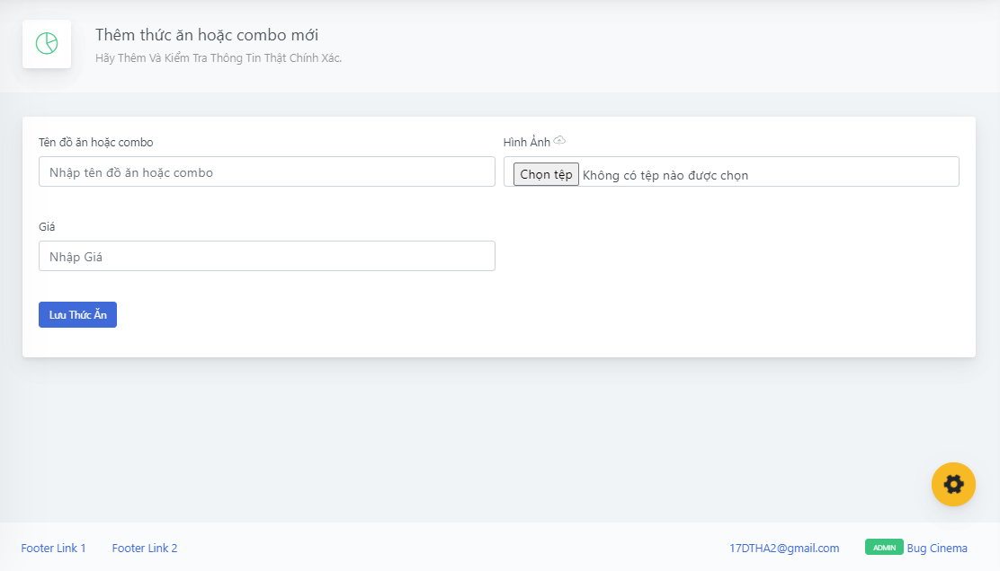 Thêm thức ăn hoặc combo mới
Hãy Thêm Và Kiểm Tra Thông Tin Thật Chính Xác.
Tên đồ ăn hoặc combo
Nhập tên đồ ăn hoặc combo
Hình Ảnh
Chọn tệp Không có tệp nào được chọn
Giá
Nhập Giá
Lưu Thức Ăn
Footer Link 1 Footer Link 2 17DTHA2@gmail.com ADMIN Bug Cinema